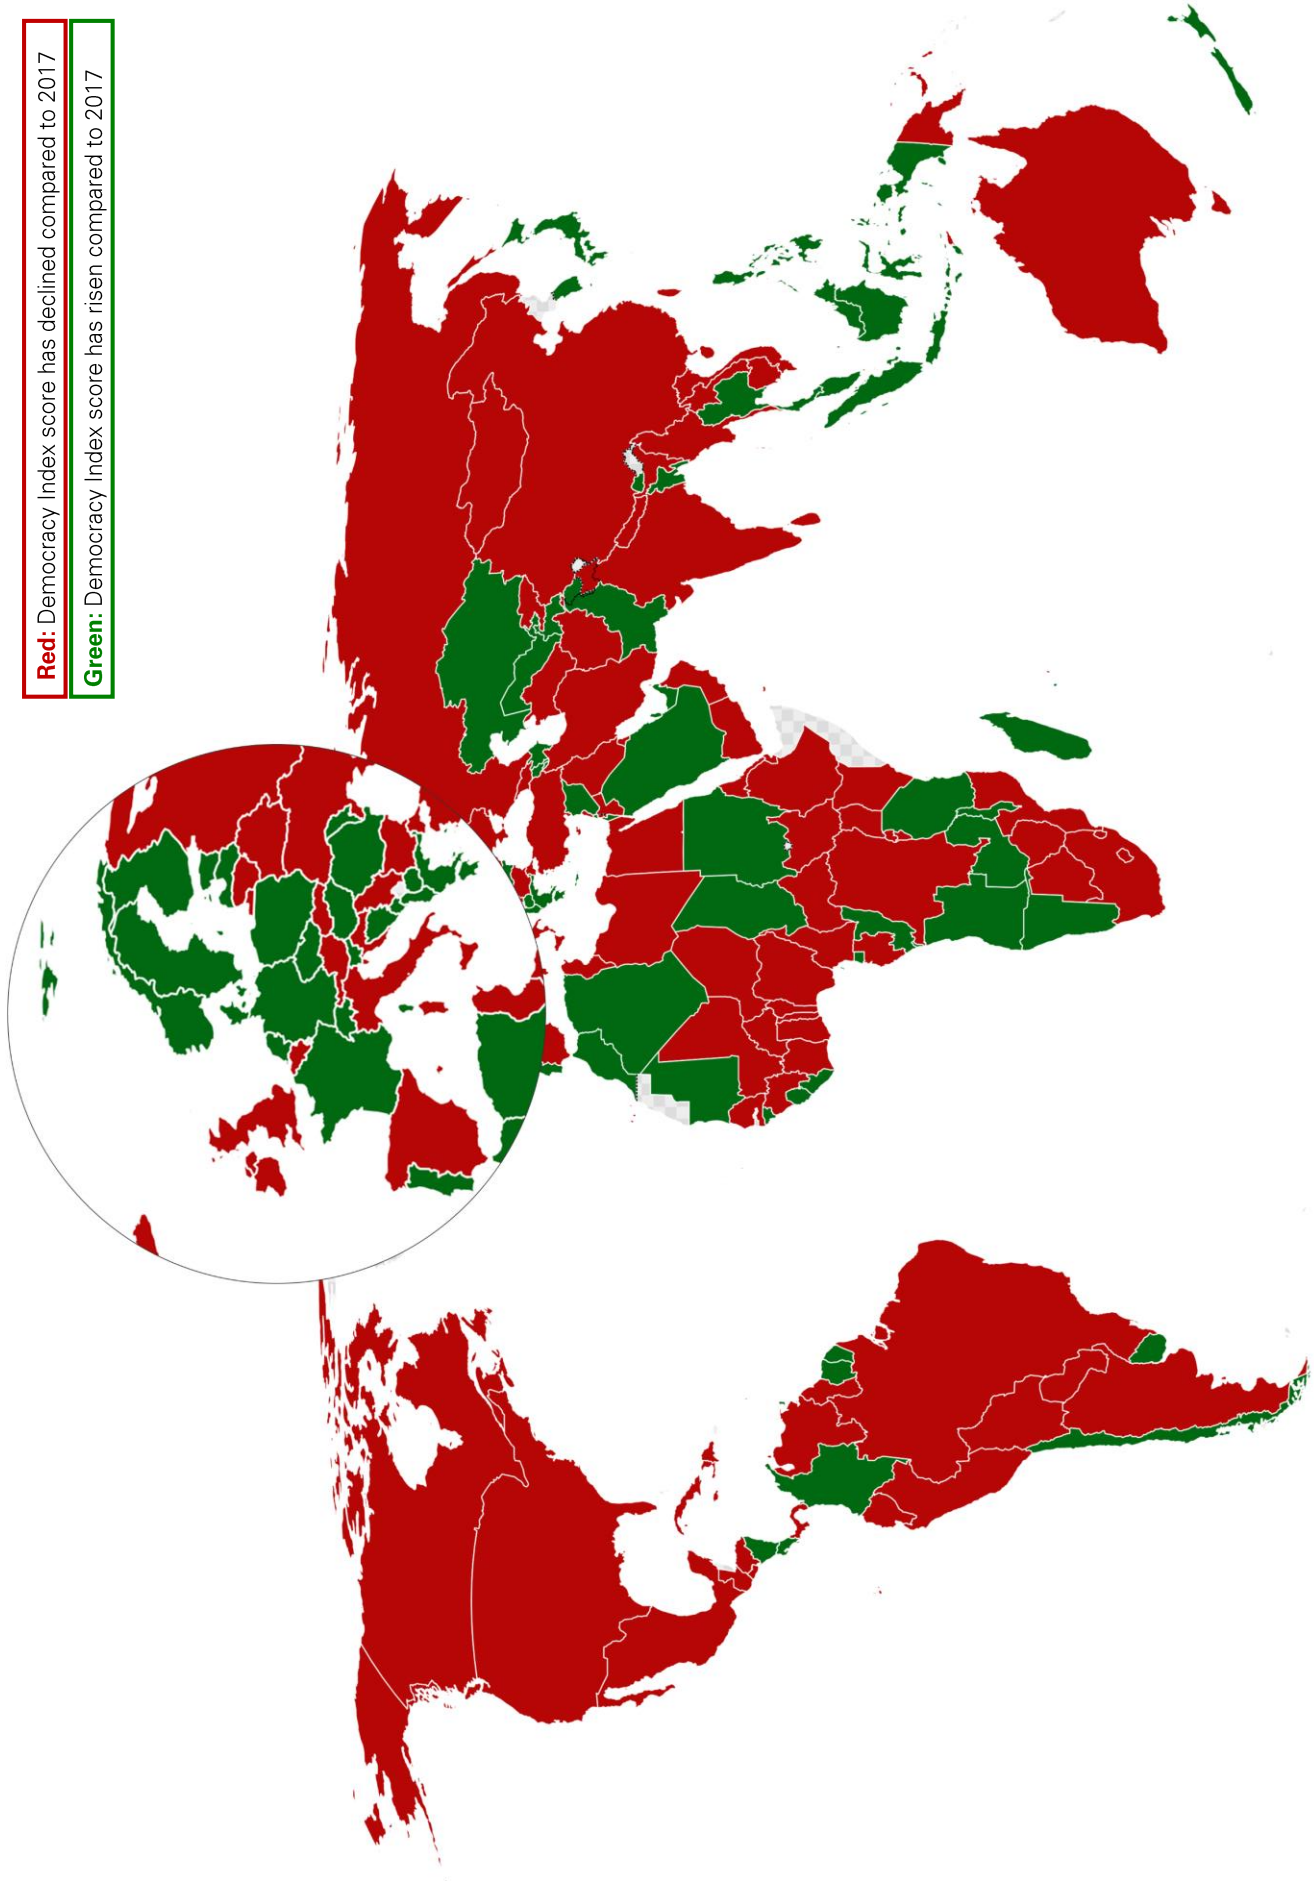 Red: Democracy Index score has declined compared to 2017
Green: Democracy Index score has risen compared to 2017